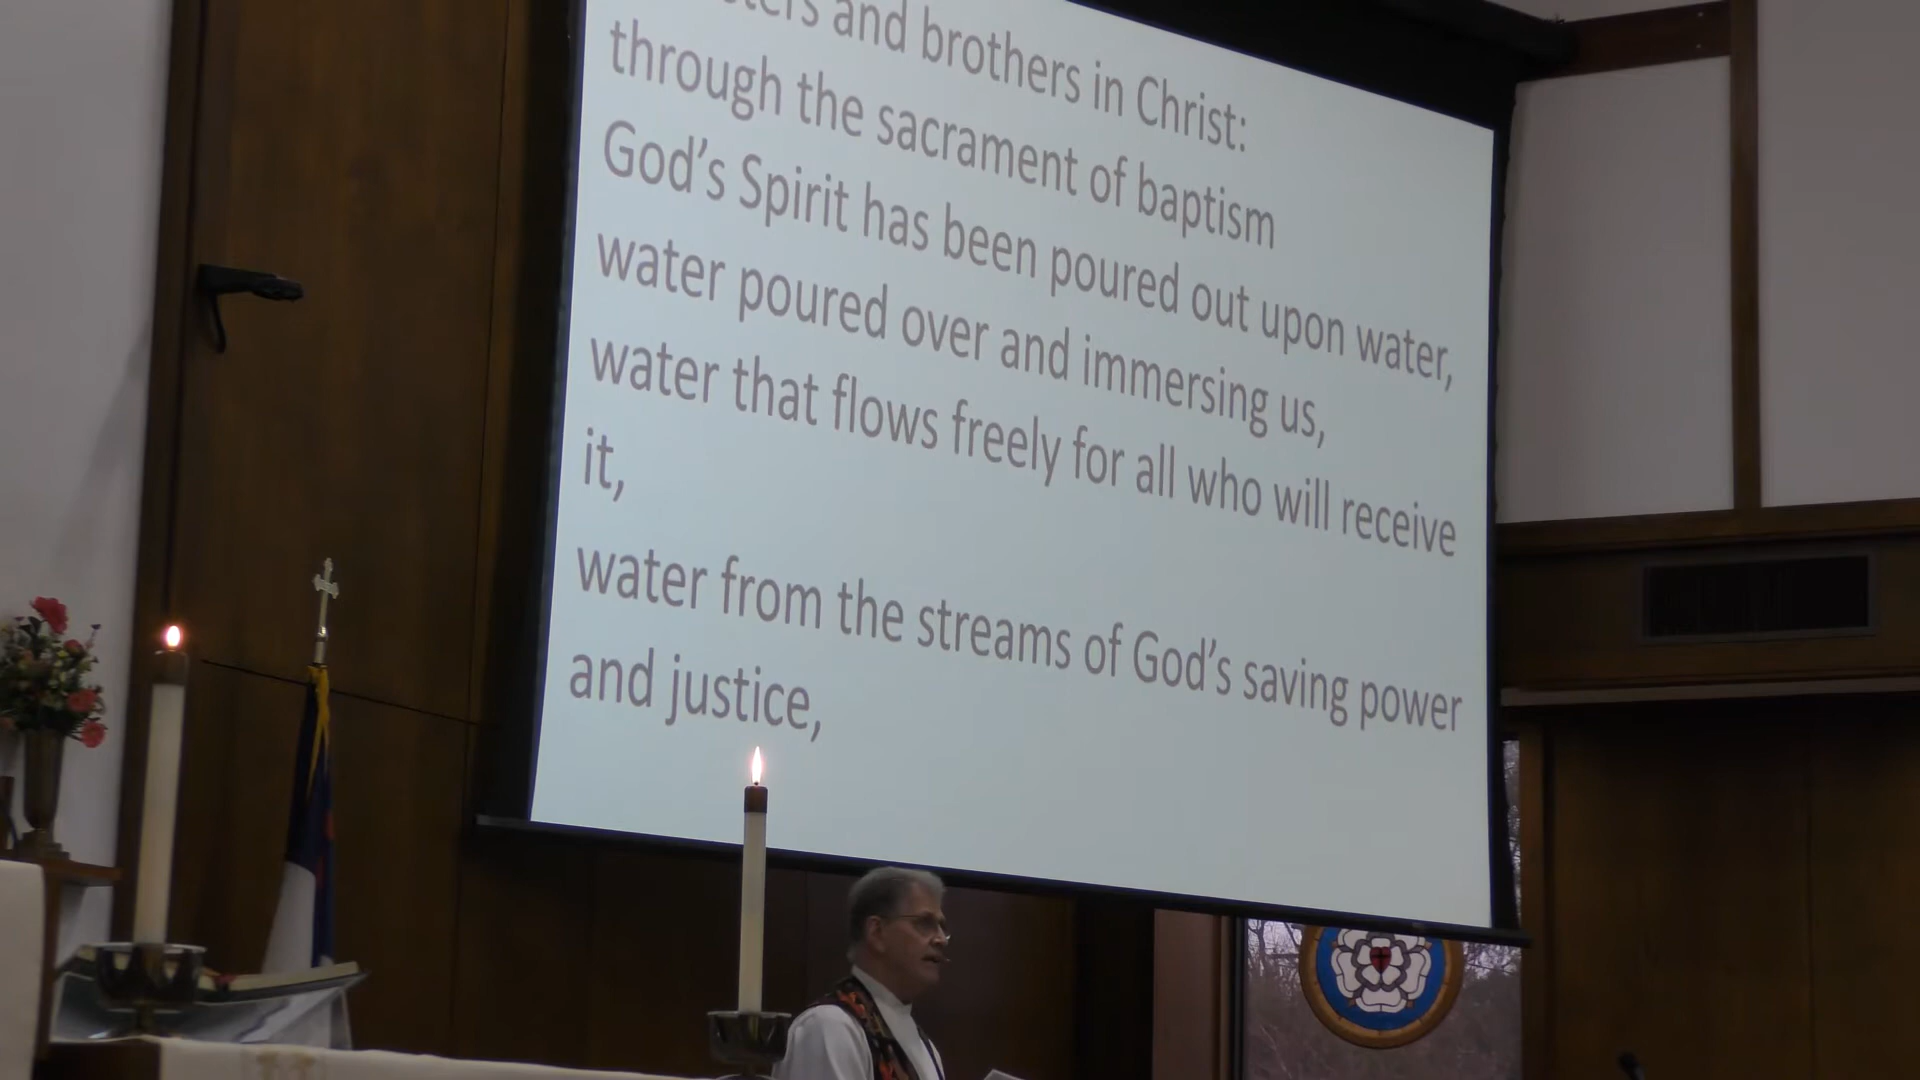 and brothers in Christ:
through the sacrament of baptism
God's Spirit has been poured out upon water,
water poured over and immersing us,
water that flows freely for all who will receive
it,
water from the streams of God's saving power
and justice,